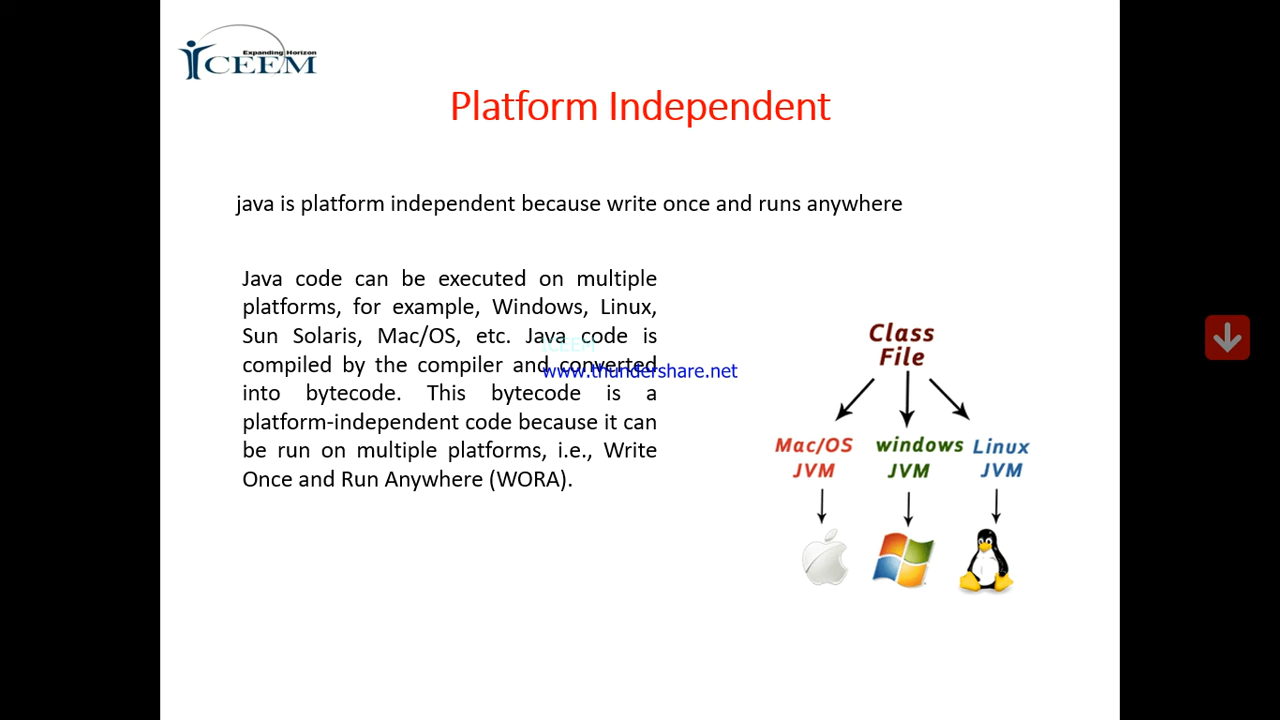 Expanding Horizon
ICEEM
Platform Independent
java is platform independent because write once and runs anywhere
Java code can be executed on multiple
platforms, for example, Windows, Linux,
Sun Solaris, Mac/OS, etc. Java code is
compiled by the compiler and converted
into bytecode. This bytecode is a
platform-independent code because it can
be run on multiple platforms, i.e., Write
Once and Run Anywhere (WORA).
ICEEM
www.thundershare.net
Class
File
Mac/OS windows Linux
JVM JVM JVM